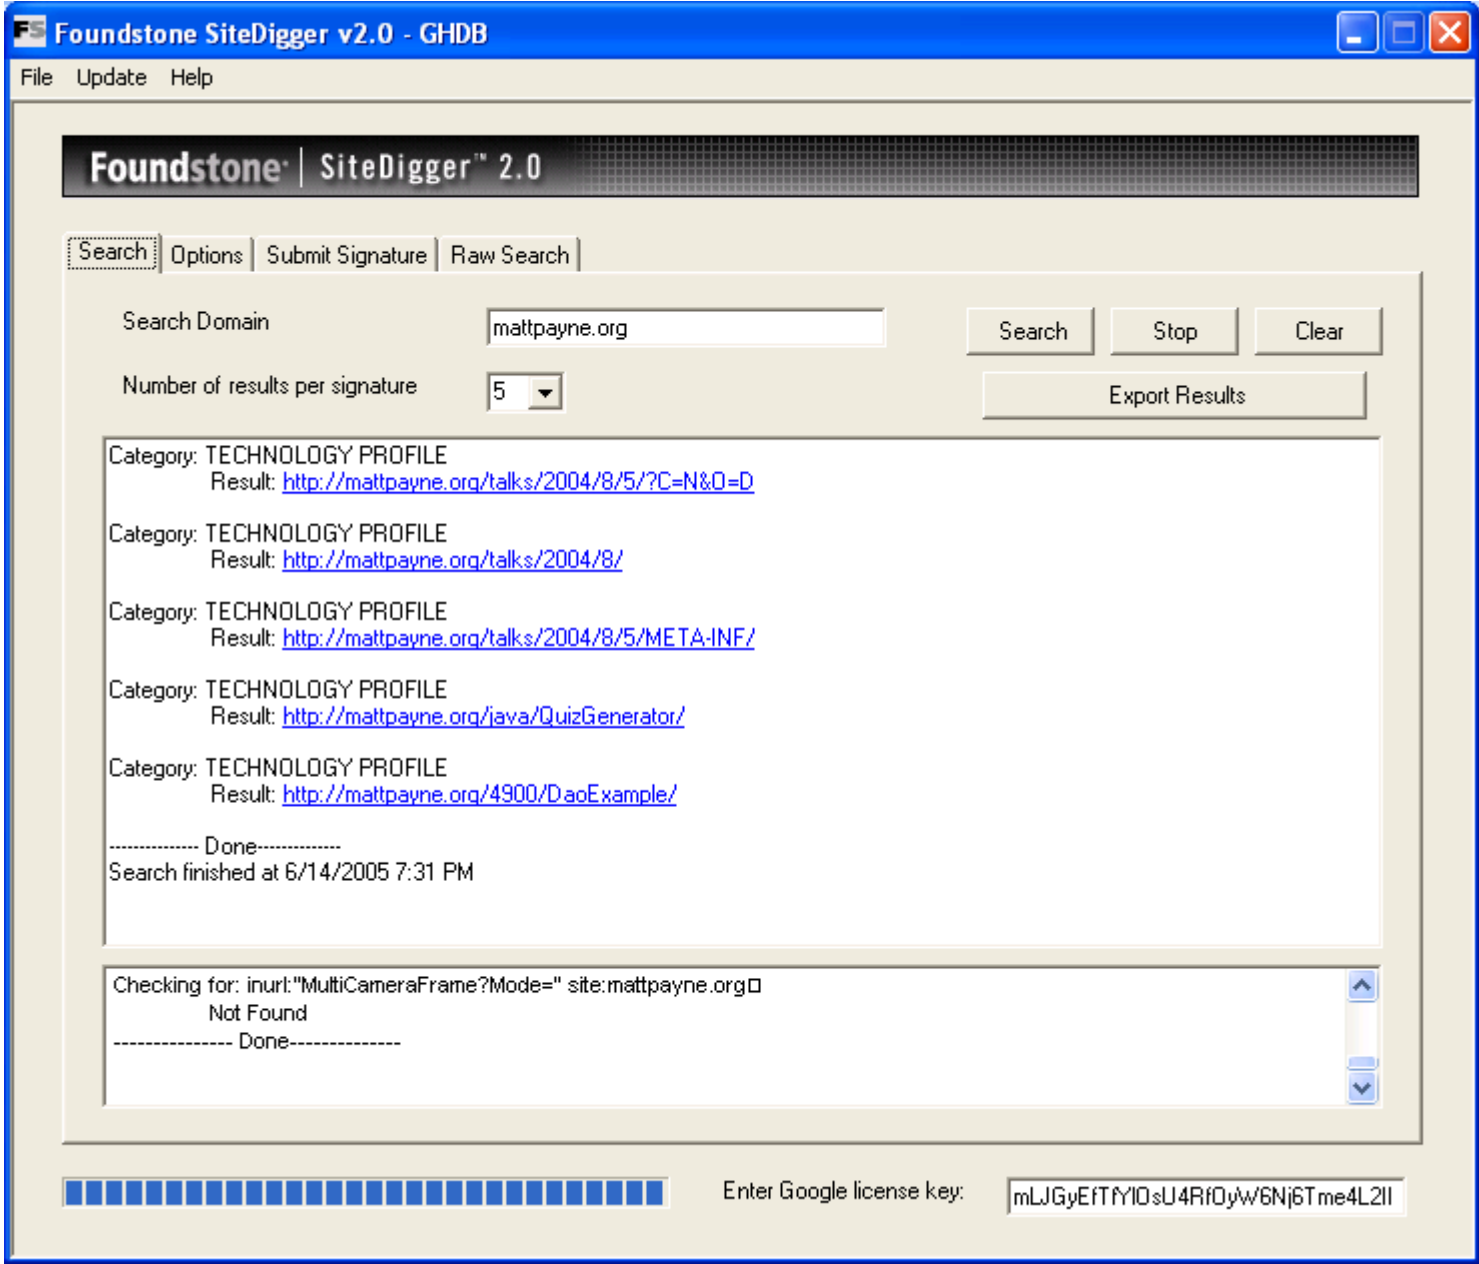 FS Foundstone SiteDigger v2.0 - GHDB
File Update Help
Foundstone® | SiteDigger™ 2.0
Search Options Submit Signature Raw Search
Search Domain mattpayne.org Search Stop Clear
Number of results per signature 5 Export Results
Category: TECHNOLOGY PROFILE
Result: http://mattpayne.org/talks/2004/8/5/?C=N&O=D
Category: TECHNOLOGY PROFILE
Result: http://mattpayne.org/talks/2004/8/
Category: TECHNOLOGY PROFILE
Result: http://mattpayne.org/talks/2004/8/5/META-INF/
Category: TECHNOLOGY PROFILE
Result: http://mattpayne.org/java/QuizGenerator/
Category: TECHNOLOGY PROFILE
Result: http://mattpayne.org/4900/DaoExample/
-------------- Done--------------
Search finished at 6/14/2005 7:31 PM
Checking for: inurl:"MultiCameraFrame?Mode=" site:mattpayne.org□
Not Found
--------------- Done--------------
Enter Google license key: